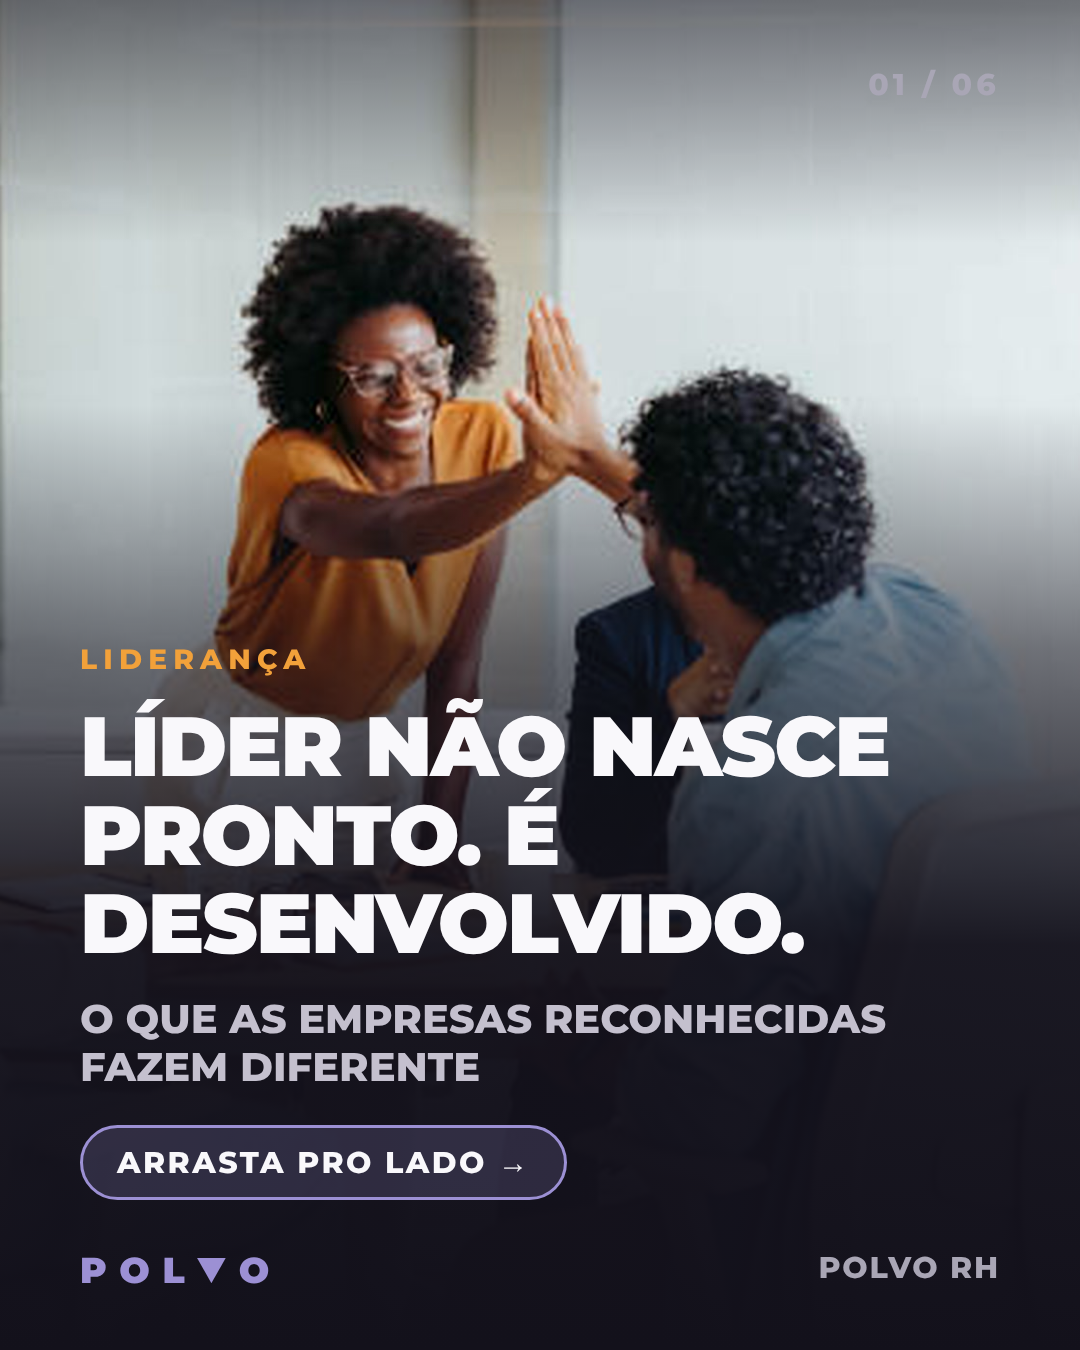 01 / 06
LIDERANÇA
LÍDER NÃO NASCE
PRONTO. É
DESENVOLVIDO.
O QUE AS EMPRESAS RECONHECIDAS
FAZEM DIFERENTE
ARRASTA PRO LADO →
POLVO
POLVO RH